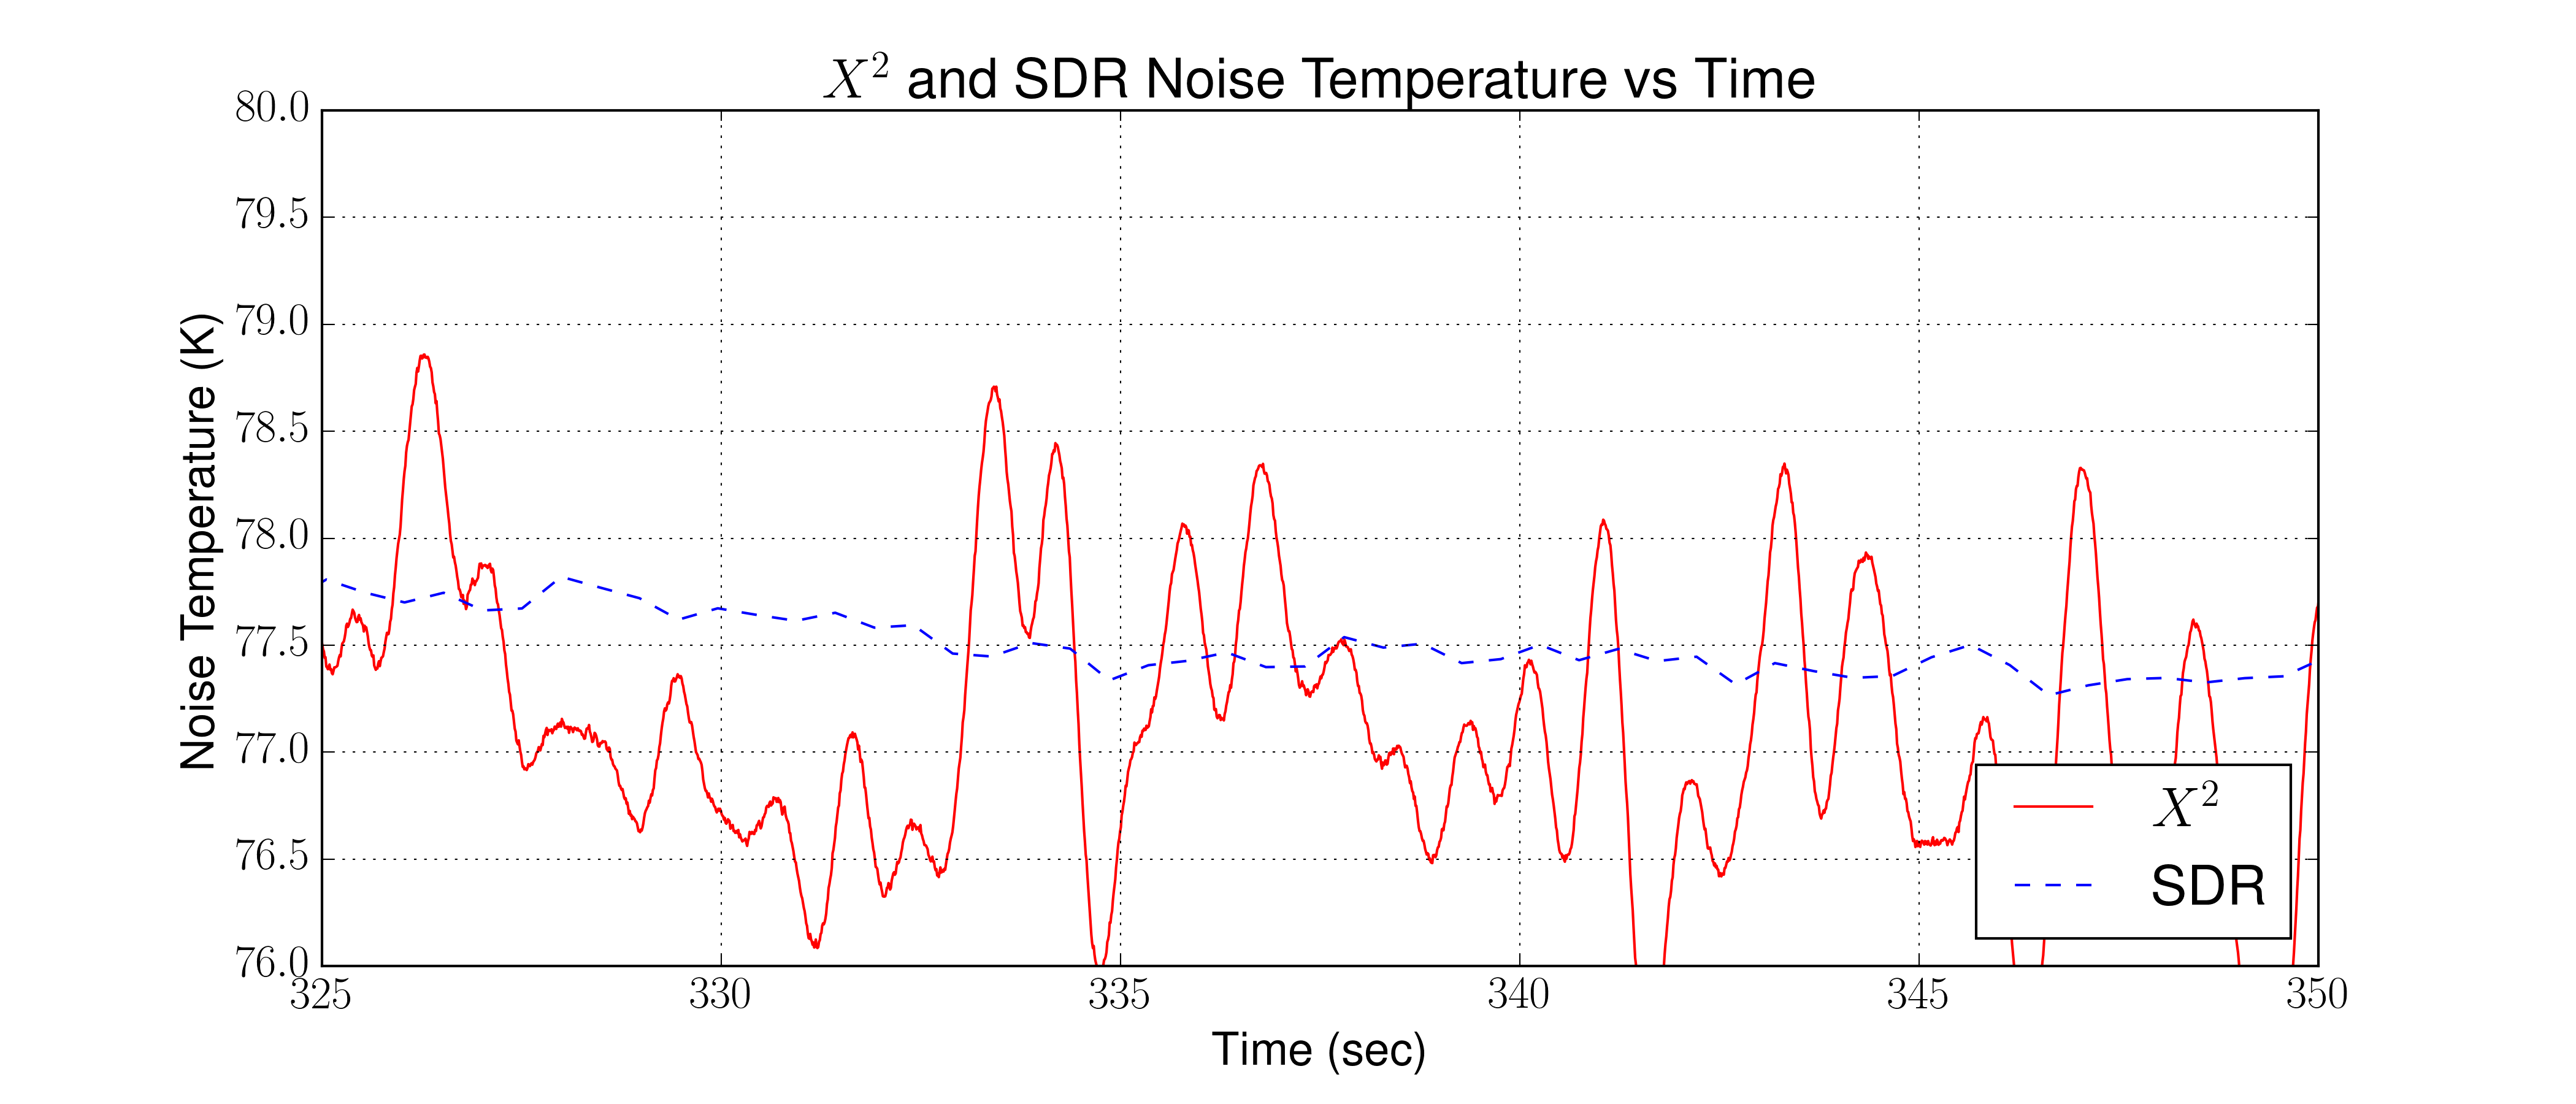 X² and SDR Noise Temperature vs Time
Noise Temperature (K)
80.0
79.5
79.0
78.5
78.0
77.5
77.0
76.5
76.0
325 330 335 340 345 350
Time (sec)
X²
SDR